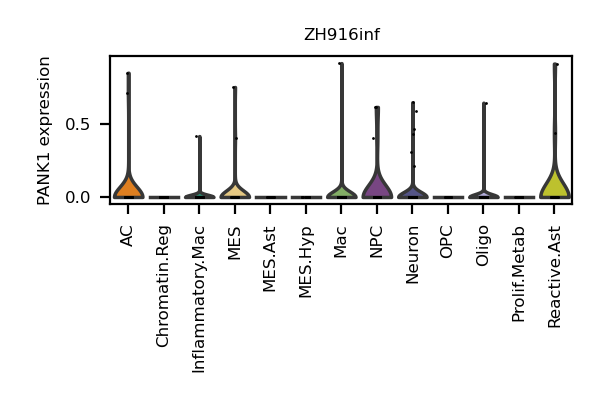 ZH916inf
PANK1 expression
0.5
0.0
AC
Chromatin.Reg
Inflammatory.Mac
MES
MES.Ast
MES.Hyp
Mac
NPC
Neuron
OPC
Oligo
Prolif.Metab
Reactive.Ast